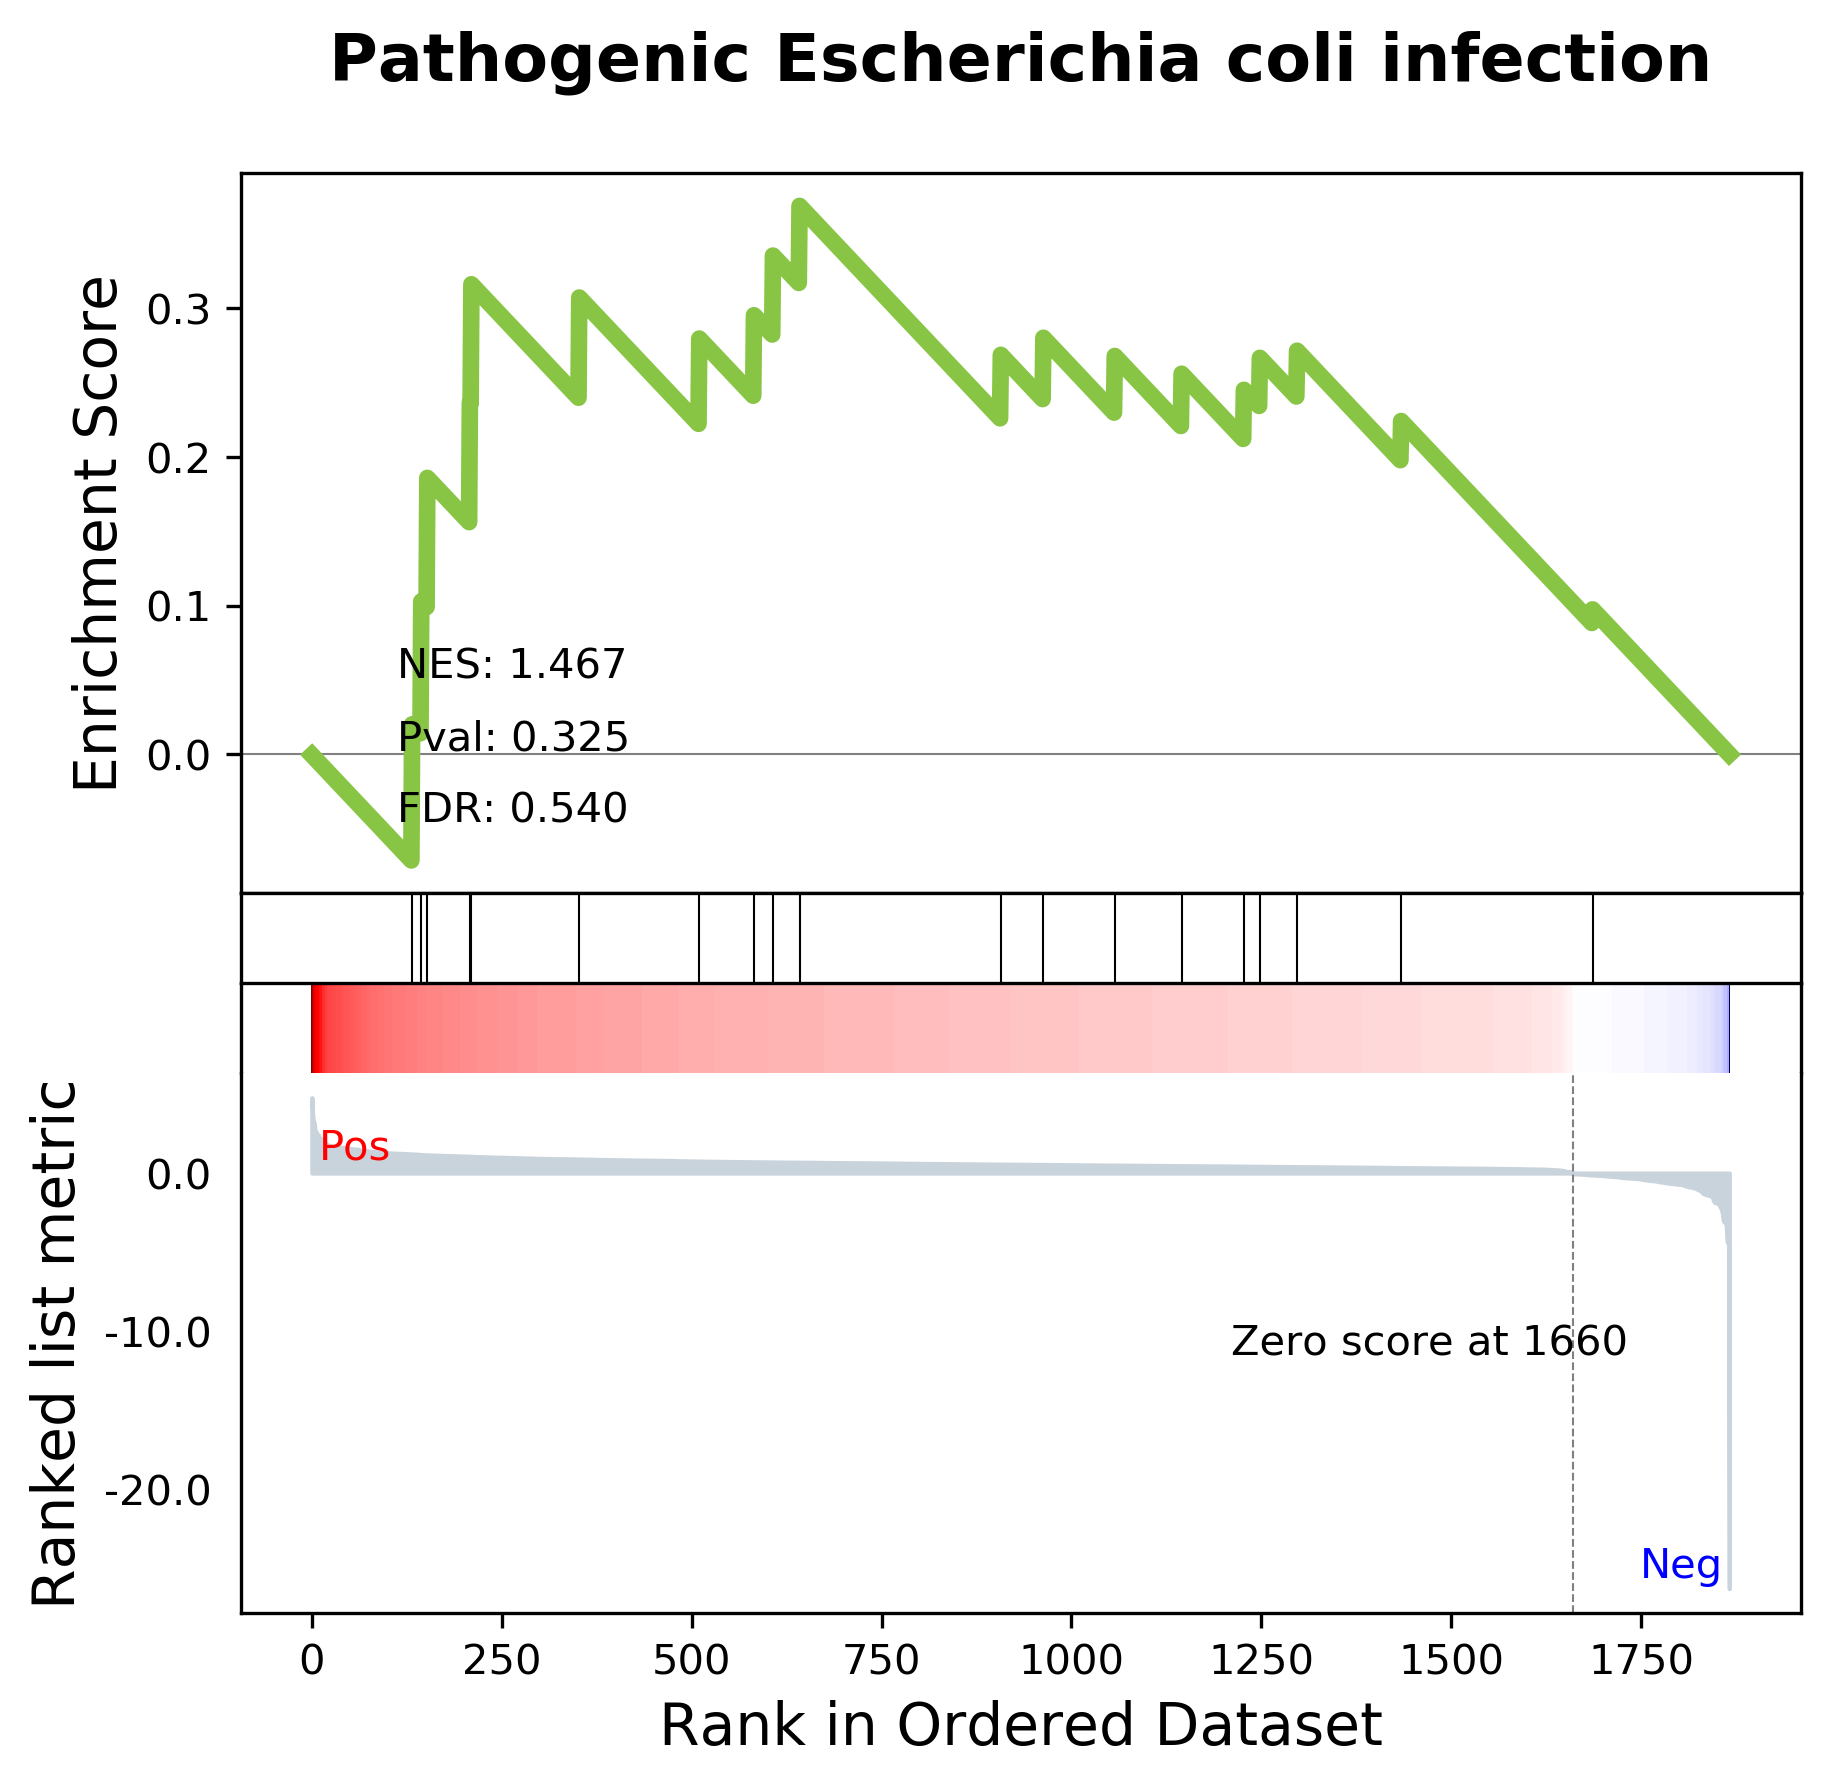 Pathogenic Escherichia coli infection
Enrichment Score
0.3
0.2
0.1
0.0
NES: 1.467
Pval: 0.325
FDR: 0.540
Ranked list metric
0.0
-10.0
-20.0
Pos
Zero score at 1660
Neg
0 250 500 750 1000 1250 1500 1750
Rank in Ordered Dataset